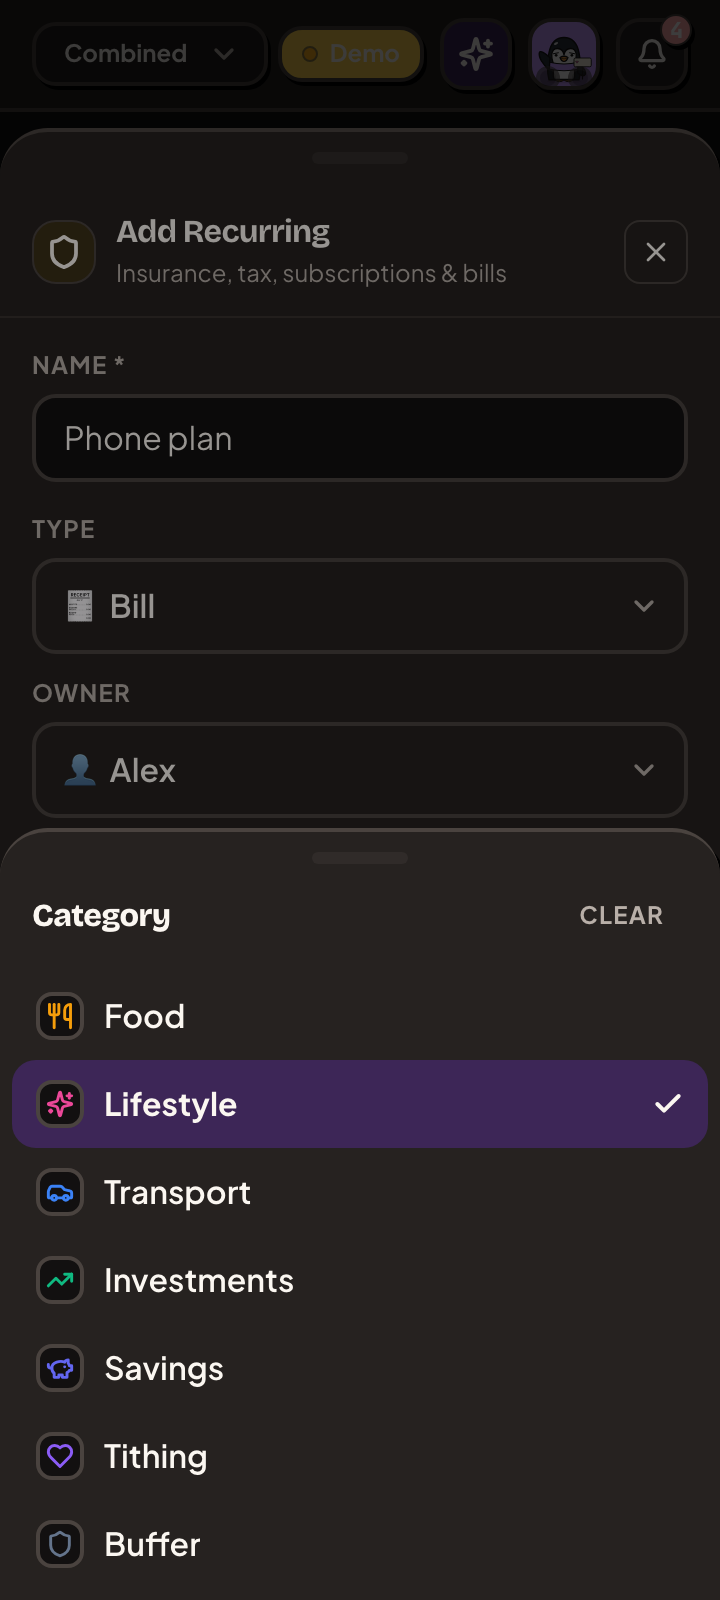 Combined
Demo
4
Add Recurring
Insurance, tax, subscriptions & bills
NAME *
Phone plan
TYPE
RECEIPT
Bill
OWNER
Alex
Category
CLEAR
Food
Lifestyle
Transport
Investments
Savings
Tithing
Buffer